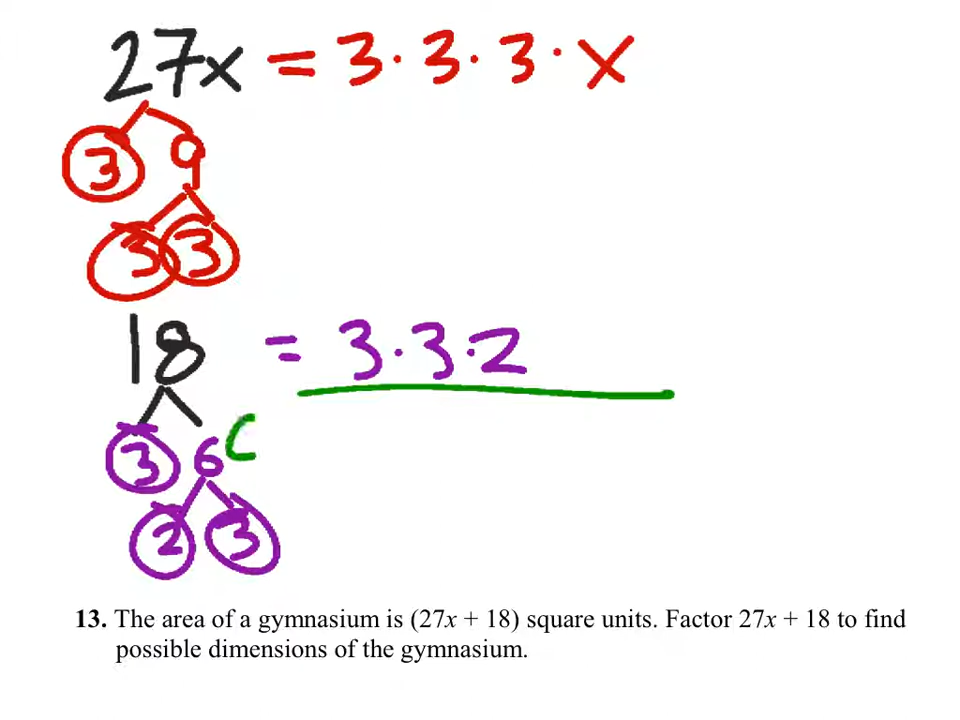 27x = 3·3·3·x
3 9
3 3
18 = 3·3·2
3 6 C
2 3
13. The area of a gymnasium is (27x + 18) square units. Factor 27x + 18 to find
possible dimensions of the gymnasium.